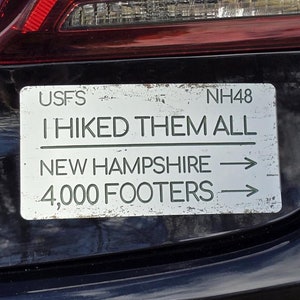 USFS NH48
I HIKED THEM ALL
NEW HAMPSHIRE →
4,000 FOOTERS →